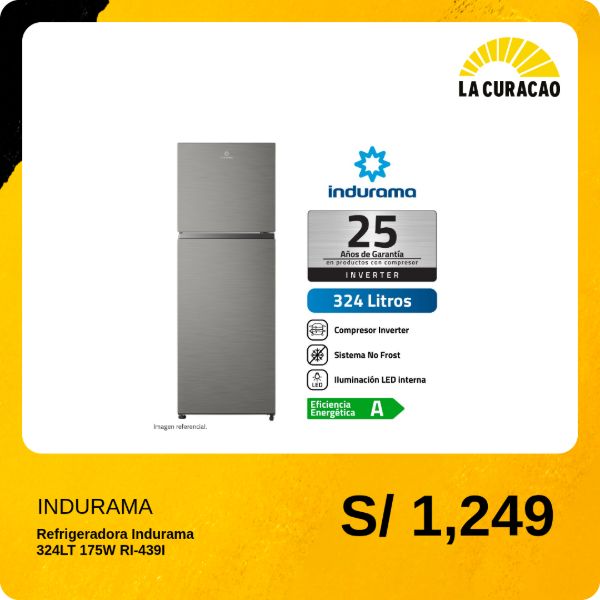 LA CURACAO
INDURAMA
indurama
25
Años de Garantía
en productos con compresor
INVERTER
324 Litros
Compresor Inverter
Sistema No Frost
LED
Iluminación LED interna
Eficiencia
Energética
A
Imagen referencial.
INDURAMA
Refrigeradora Indurama
324LT 175W RI-439I
S/ 1,249